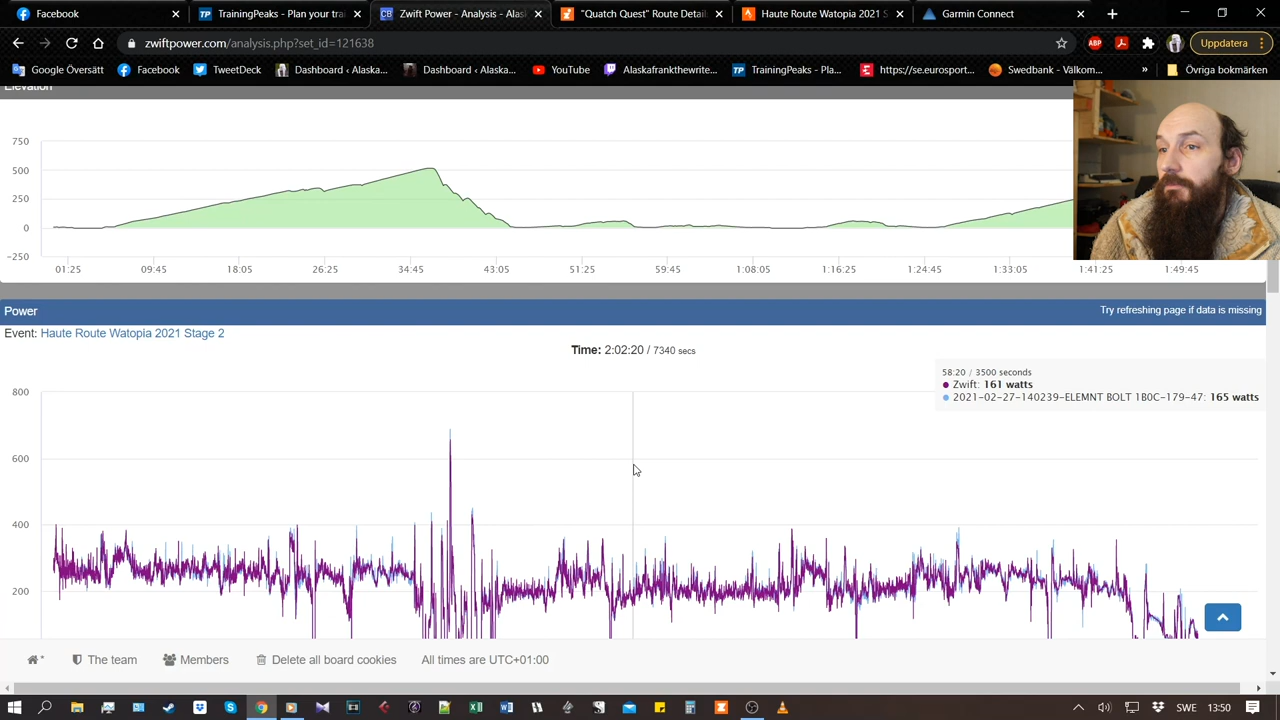 Facebook
TrainingPeaks - Plan your trai
Zwift Power - Analysis - Alask
"Quatch Quest" Route Details
Haute Route Watopia 2021 S
Garmin Connect
zwiftpower.com/analysis.php?set_id=121638
ABP
Uppdatera
Google Översätt
Facebook
TweetDeck
Dashboard ‹ Alaska...
Dashboard ‹ Alaska...
YouTube
Alaskafrankthewrite...
TrainingPeaks - Pla...
https://se.eurosport...
Swedbank - Välkom...
»
Övriga bokmärken
Elevation
750
500
250
0
−250
01:25 09:45 18:05 26:25 34:45 43:05 51:25 59:45 1:08:05 1:16:25 1:24:45 1:33:05 1:41:25 1:49:45
Power
Try refreshing page if data is missing
Event: Haute Route Watopia 2021 Stage 2
Time: 2:02:20 / 7340 secs
58:20 / 3500 seconds
Zwift: 161 watts
2021-02-27-140239-ELEMNT BOLT 1B0C-179-47: 165 watts
800
600
400
200
The team
Members
Delete all board cookies
All times are UTC+01:00
SWE
13:50